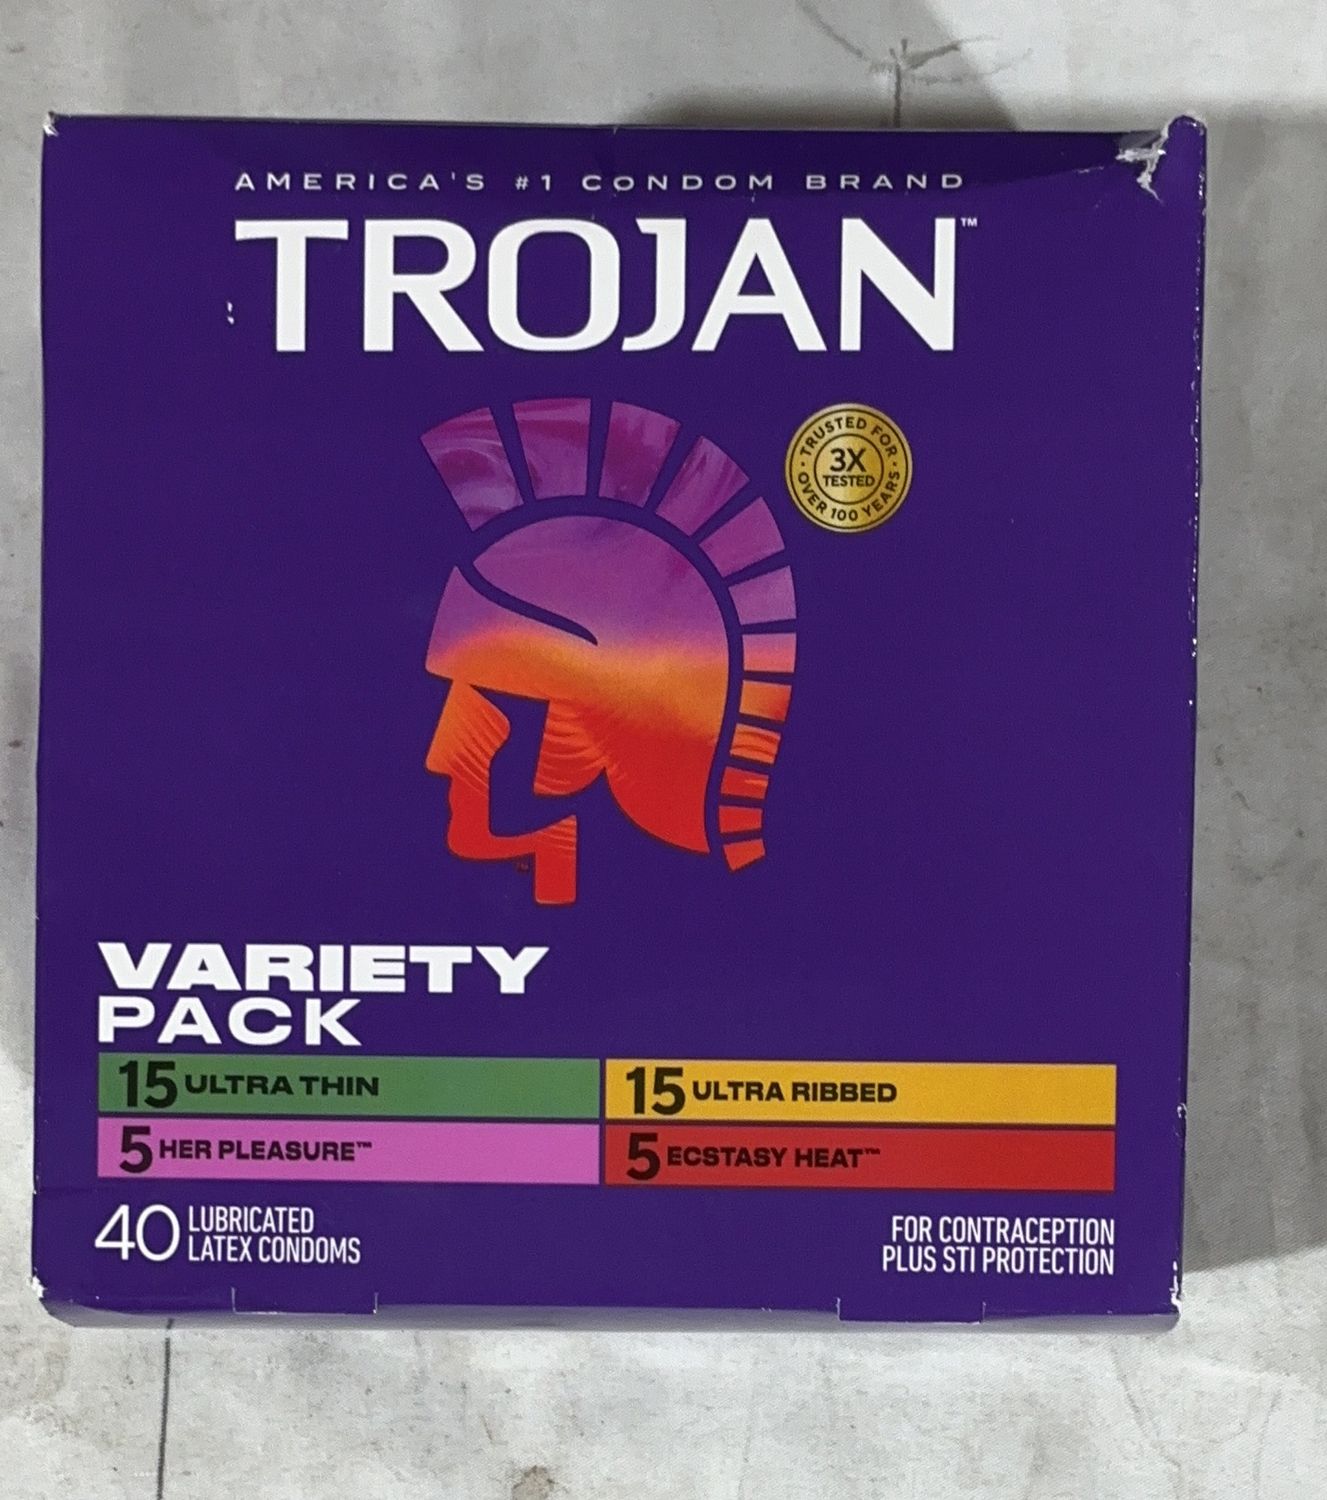 AMERICA'S #1 CONDOM BRAND
TROJAN™
TRUSTED FOR
3X
TESTED
OVER 100 YEARS
™
VARIETY
PACK
15 ULTRA THIN
15 ULTRA RIBBED
5 HER PLEASURE™
5 ECSTASY HEAT™
40 LUBRICATED
LATEX CONDOMS
FOR CONTRACEPTION
PLUS STI PROTECTION